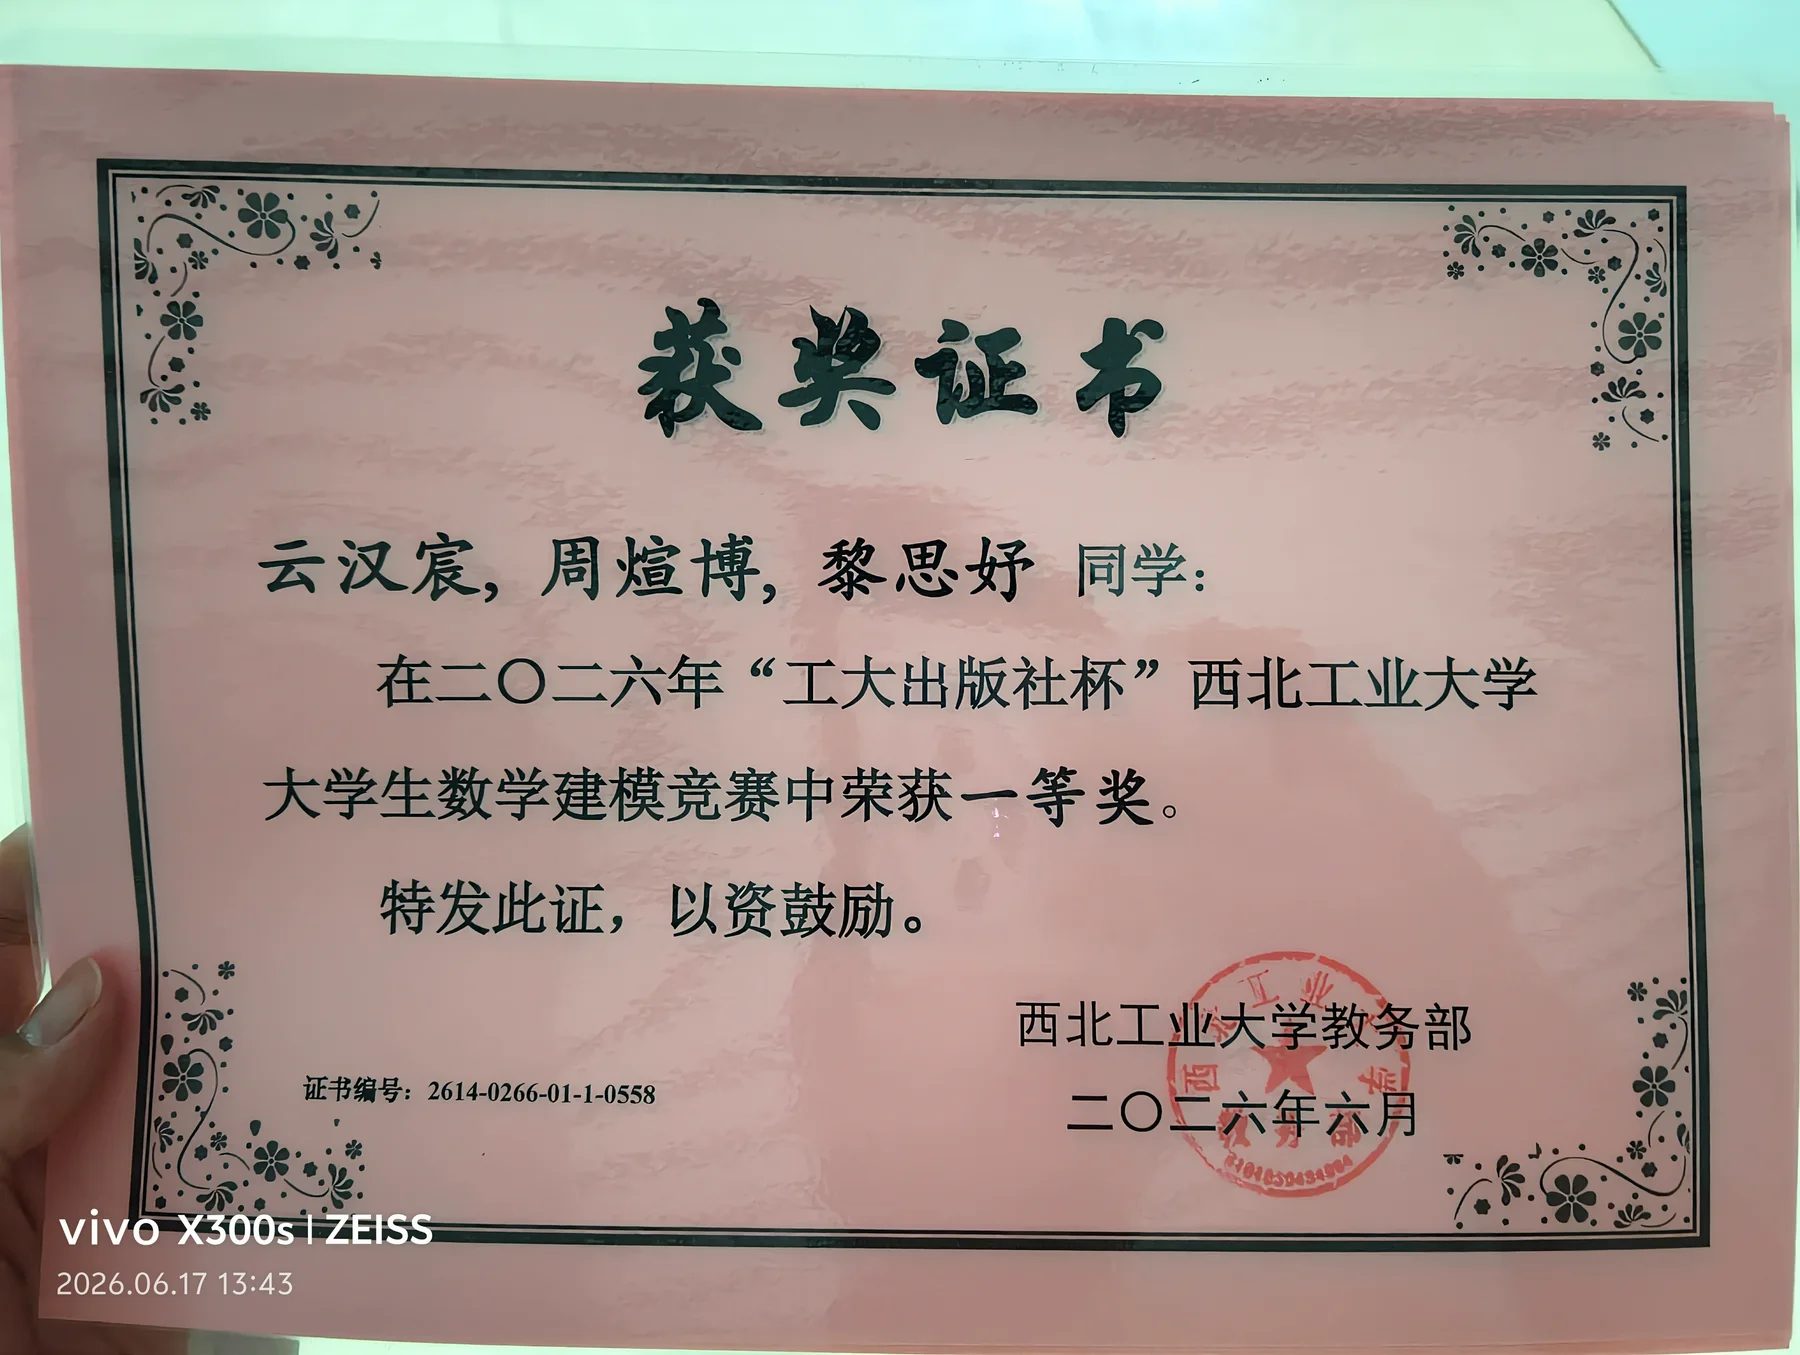 获奖证书
云汉宸，周煊博，黎思妤 同学：
在二〇二六年“工大出版社杯”西北工业大学
大学生数学建模竞赛中荣获一等奖。
特发此证，以资鼓励。
西北工业大学教务部
证书编号：2614-0266-01-1-0558
二〇二六年六月
vivo X300s | ZEISS
2026.06.17 13:43